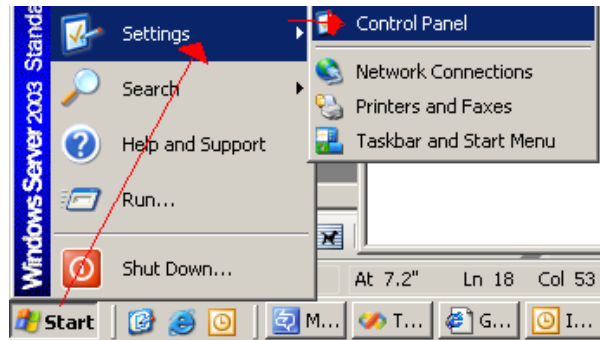 Windows Server 2003 Standa
Settings
Search
Help and Support
Run...
Shut Down...
Control Panel
Network Connections
Printers and Faxes
Taskbar and Start Menu
At 7.2" Ln 18 Col 53
Start M... T... G... I...